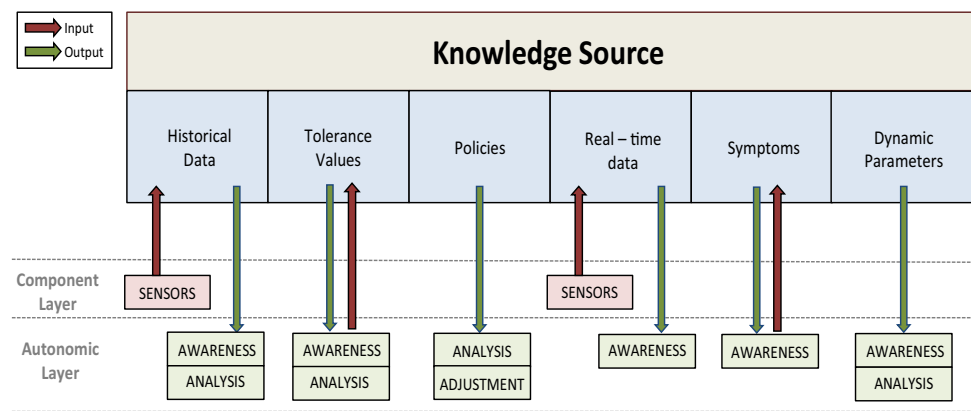 Input
Output
Knowledge Source
Historical
Data
Tolerance
Values
Policies
Real – time
data
Symptoms
Dynamic
Parameters
Component
Layer
SENSORS
SENSORS
Autonomic
Layer
AWARENESS
ANALYSIS
AWARENESS
ANALYSIS
ANALYSIS
ADJUSTMENT
AWARENESS
AWARENESS
AWARENESS
ANALYSIS